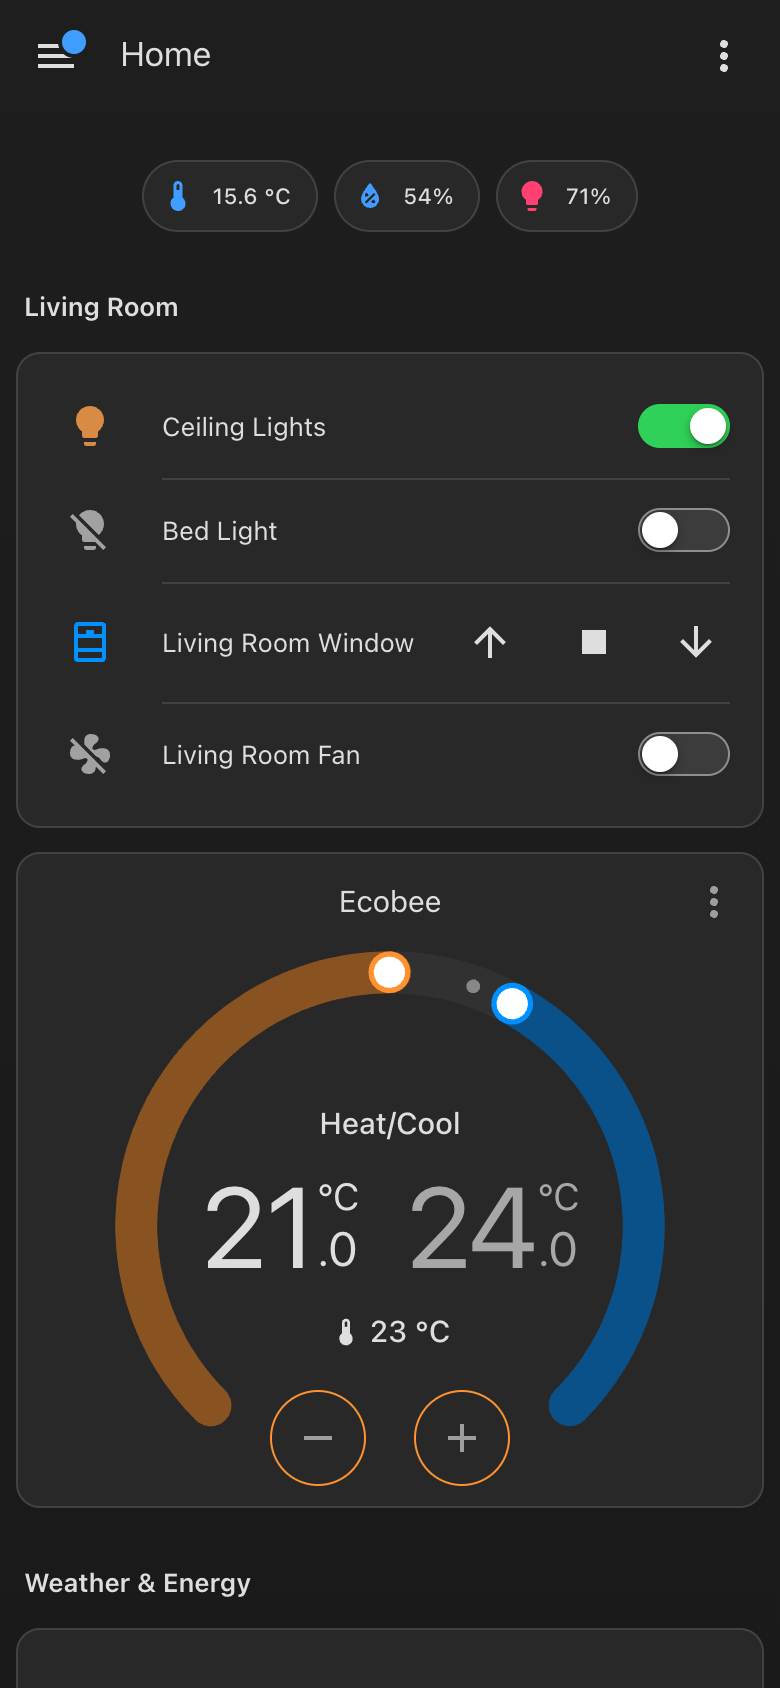 Home
15.6 °C 54% 71%
Living Room
Ceiling Lights
Bed Light
Living Room Window
Living Room Fan
Ecobee
Heat/Cool
21.0 °C 24.0 °C
23 °C
Weather & Energy